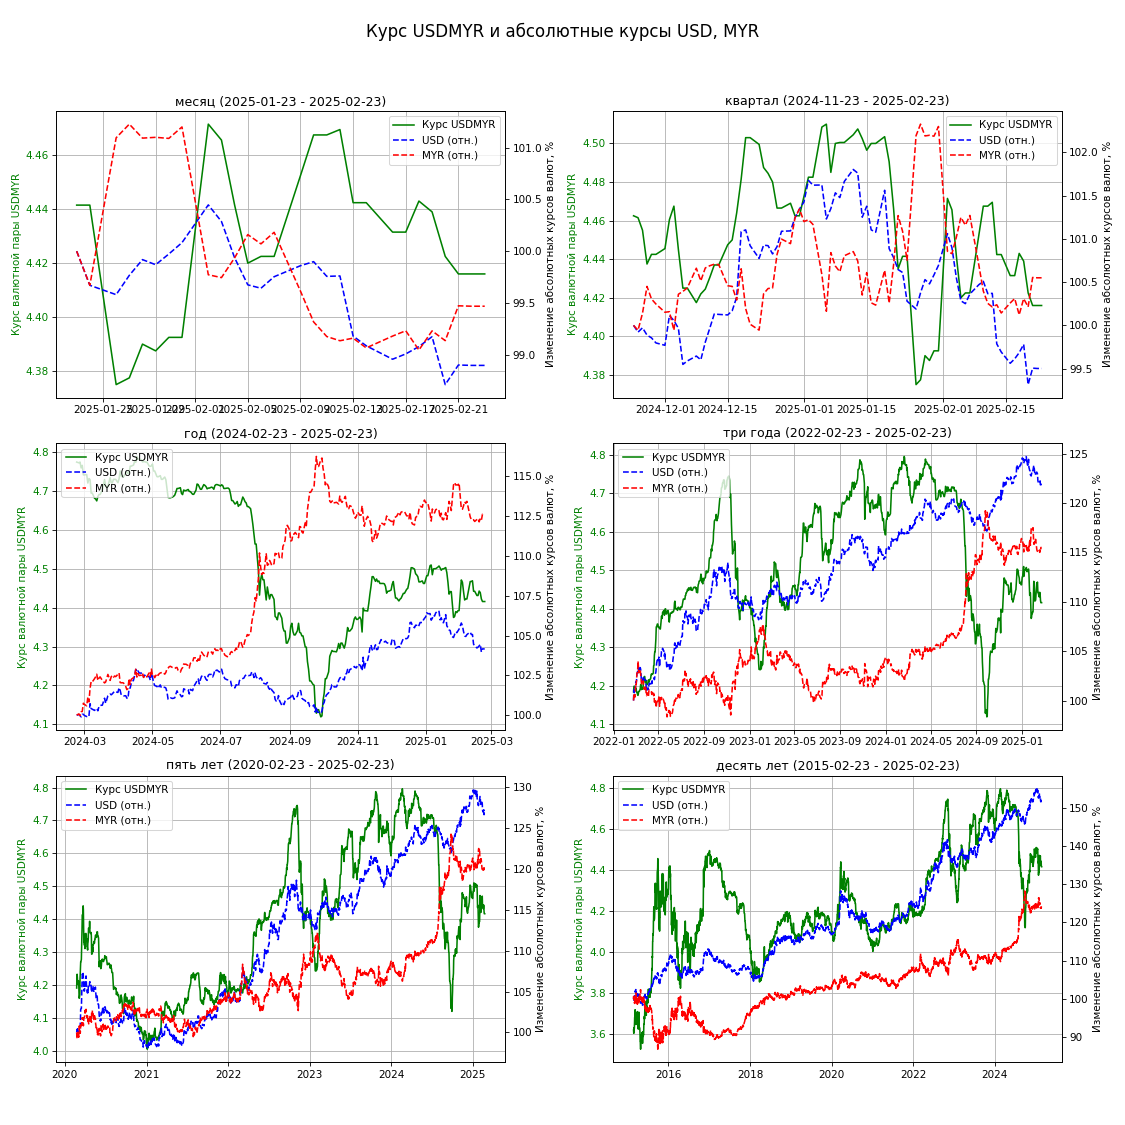 Курс USDMYR и абсолютные курсы USD, MYR
месяц (2025-01-23 - 2025-02-23)
Курс USDMYR
USD (отн.)
MYR (отн.)
Курс валютной пары USDMYR
4.46
4.44
4.42
4.40
4.38
101.0
100.5
100.0
99.5
99.0
Изменение абсолютных курсов валют, %
2025-01-25 2025-01-29 2025-02-01 2025-02-05 2025-02-09 2025-02-13 2025-02-17 2025-02-21
квартал (2024-11-23 - 2025-02-23)
Курс USDMYR
USD (отн.)
MYR (отн.)
Курс валютной пары USDMYR
4.50
4.48
4.46
4.44
4.42
4.40
4.38
102.0
101.5
101.0
100.5
100.0
99.5
Изменение абсолютных курсов валют, %
2024-12-01 2024-12-15 2025-01-01 2025-01-15 2025-02-01 2025-02-15
год (2024-02-23 - 2025-02-23)
Курс USDMYR
USD (отн.)
MYR (отн.)
Курс валютной пары USDMYR
4.8
4.7
4.6
4.5
4.4
4.3
4.2
4.1
115.0
112.5
110.0
107.5
105.0
102.5
100.0
Изменение абсолютных курсов валют, %
2024-03 2024-05 2024-07 2024-09 2024-11 2025-01 2025-03
три года (2022-02-23 - 2025-02-23)
Курс USDMYR
USD (отн.)
MYR (отн.)
Курс валютной пары USDMYR
4.8
4.7
4.6
4.5
4.4
4.3
4.2
4.1
125
120
115
110
105
100
Изменение абсолютных курсов валют, %
2022-01 2022-05 2022-09 2023-01 2023-05 2023-09 2024-01 2024-05 2024-09 2025-01
пять лет (2020-02-23 - 2025-02-23)
Курс USDMYR
USD (отн.)
MYR (отн.)
Курс валютной пары USDMYR
4.8
4.7
4.6
4.5
4.4
4.3
4.2
4.1
4.0
130
125
120
115
110
105
100
Изменение абсолютных курсов валют, %
2020 2021 2022 2023 2024 2025
десять лет (2015-02-23 - 2025-02-23)
Курс USDMYR
USD (отн.)
MYR (отн.)
Курс валютной пары USDMYR
4.8
4.6
4.4
4.2
4.0
3.8
3.6
150
140
130
120
110
100
90
Изменение абсолютных курсов валют, %
2016 2018 2020 2022 2024